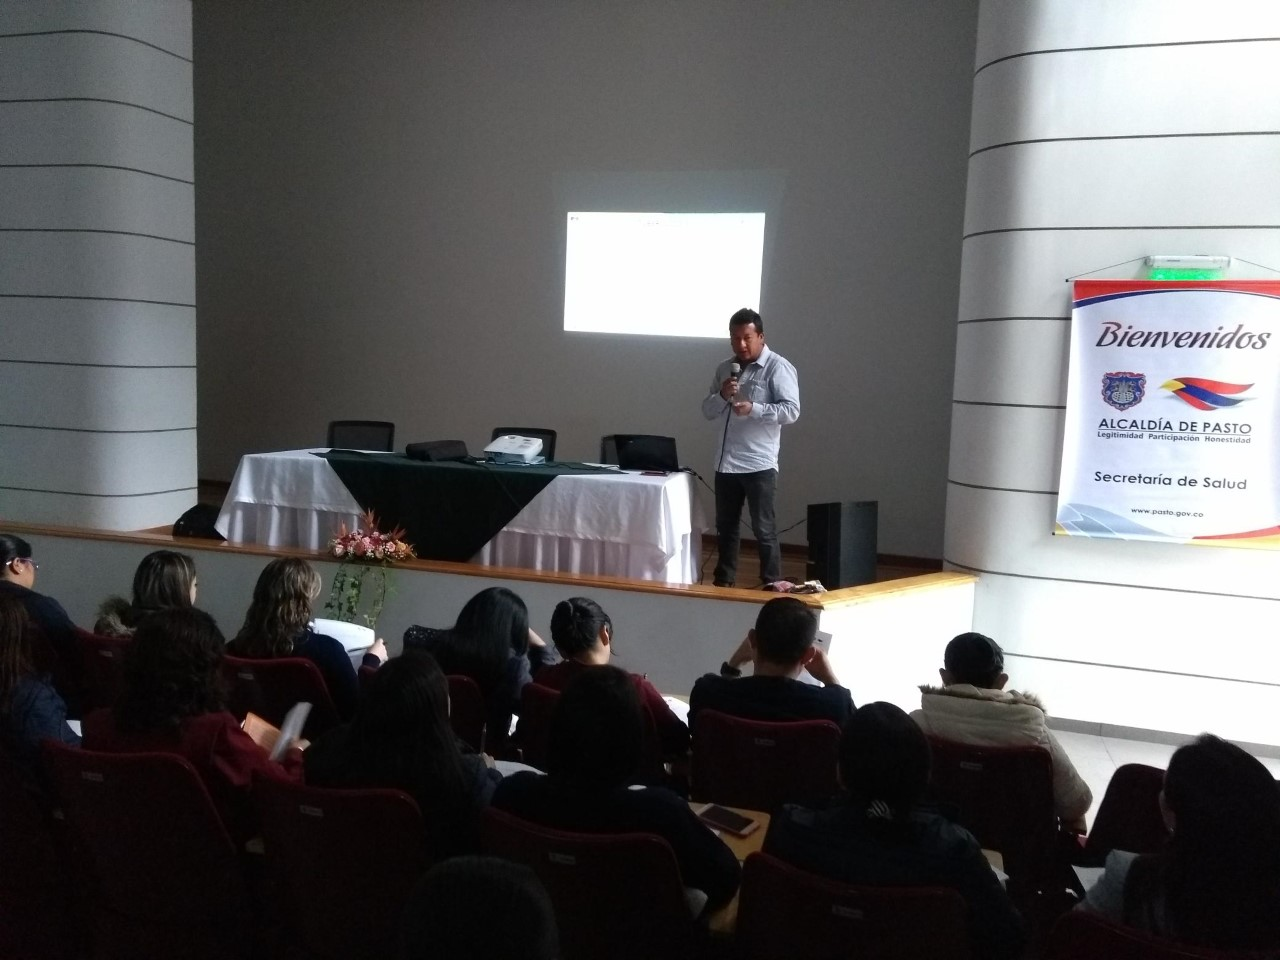 Bienvenidos
ALCALDÍA DE PASTO
Legitimidad Participación Honestidad
Secretaría de Salud
www.pasto.gov.co